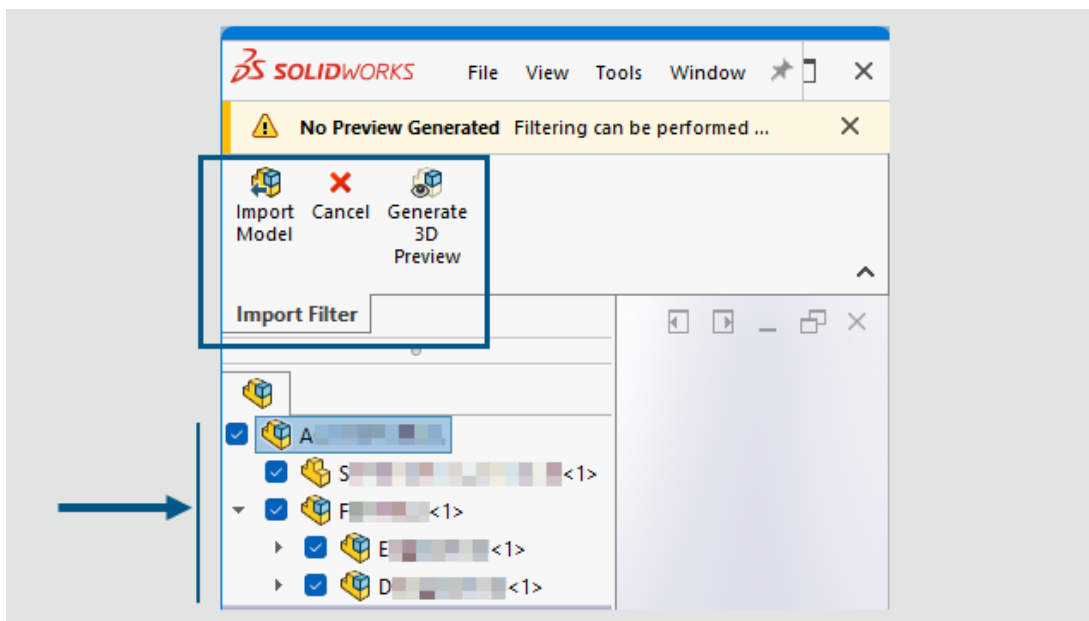 SOLIDWORKS File View Tools Window
No Preview Generated Filtering can be performed ...
Import Model Cancel Generate 3D Preview
Import Filter
A
S <1>
F <1>
E <1>
D <1>